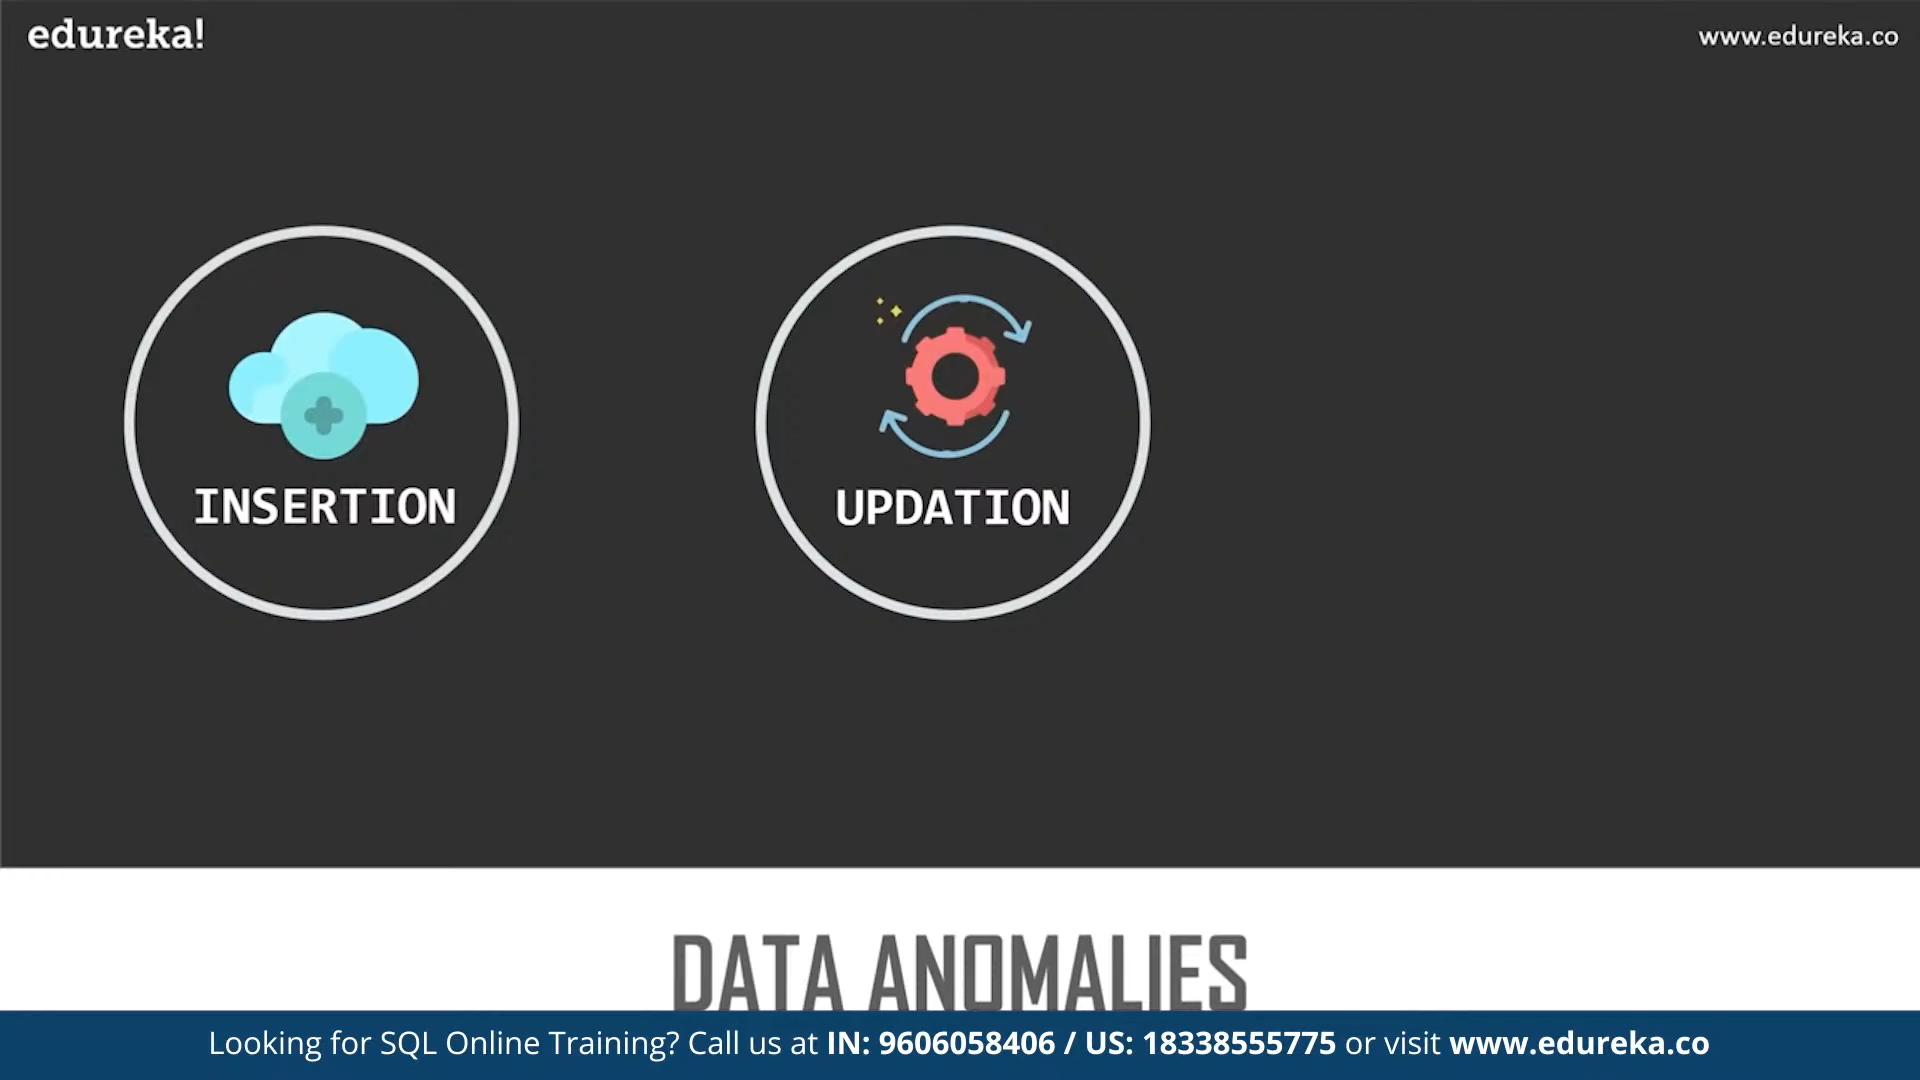 edureka!
www.edureka.co
INSERTION
UPDATION
DATA ANOMALIES
Looking for SQL Online Training? Call us at IN: 9606058406 / US: 18338555775 or visit www.edureka.co